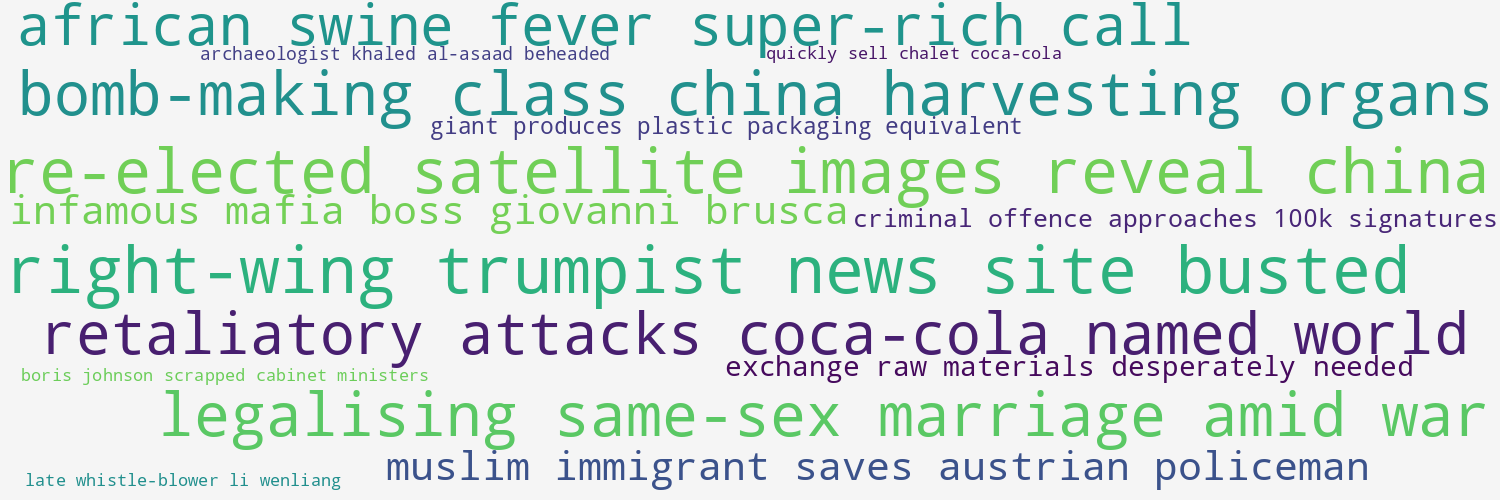 african swine fever super-rich call
archaeologist khaled al-asaad beheaded
quickly sell chalet coca-cola
bomb-making class china harvesting organs
giant produces plastic packaging equivalent
re-elected satellite images reveal china
infamous mafia boss giovanni brusca
criminal offence approaches 100k signatures
right-wing trumpist news site busted
retaliatory attacks coca-cola named world
exchange raw materials desperately needed
boris johnson scrapped cabinet ministers
legalising same-sex marriage amid war
muslim immigrant saves austrian policeman
late whistle-blower li wenliang